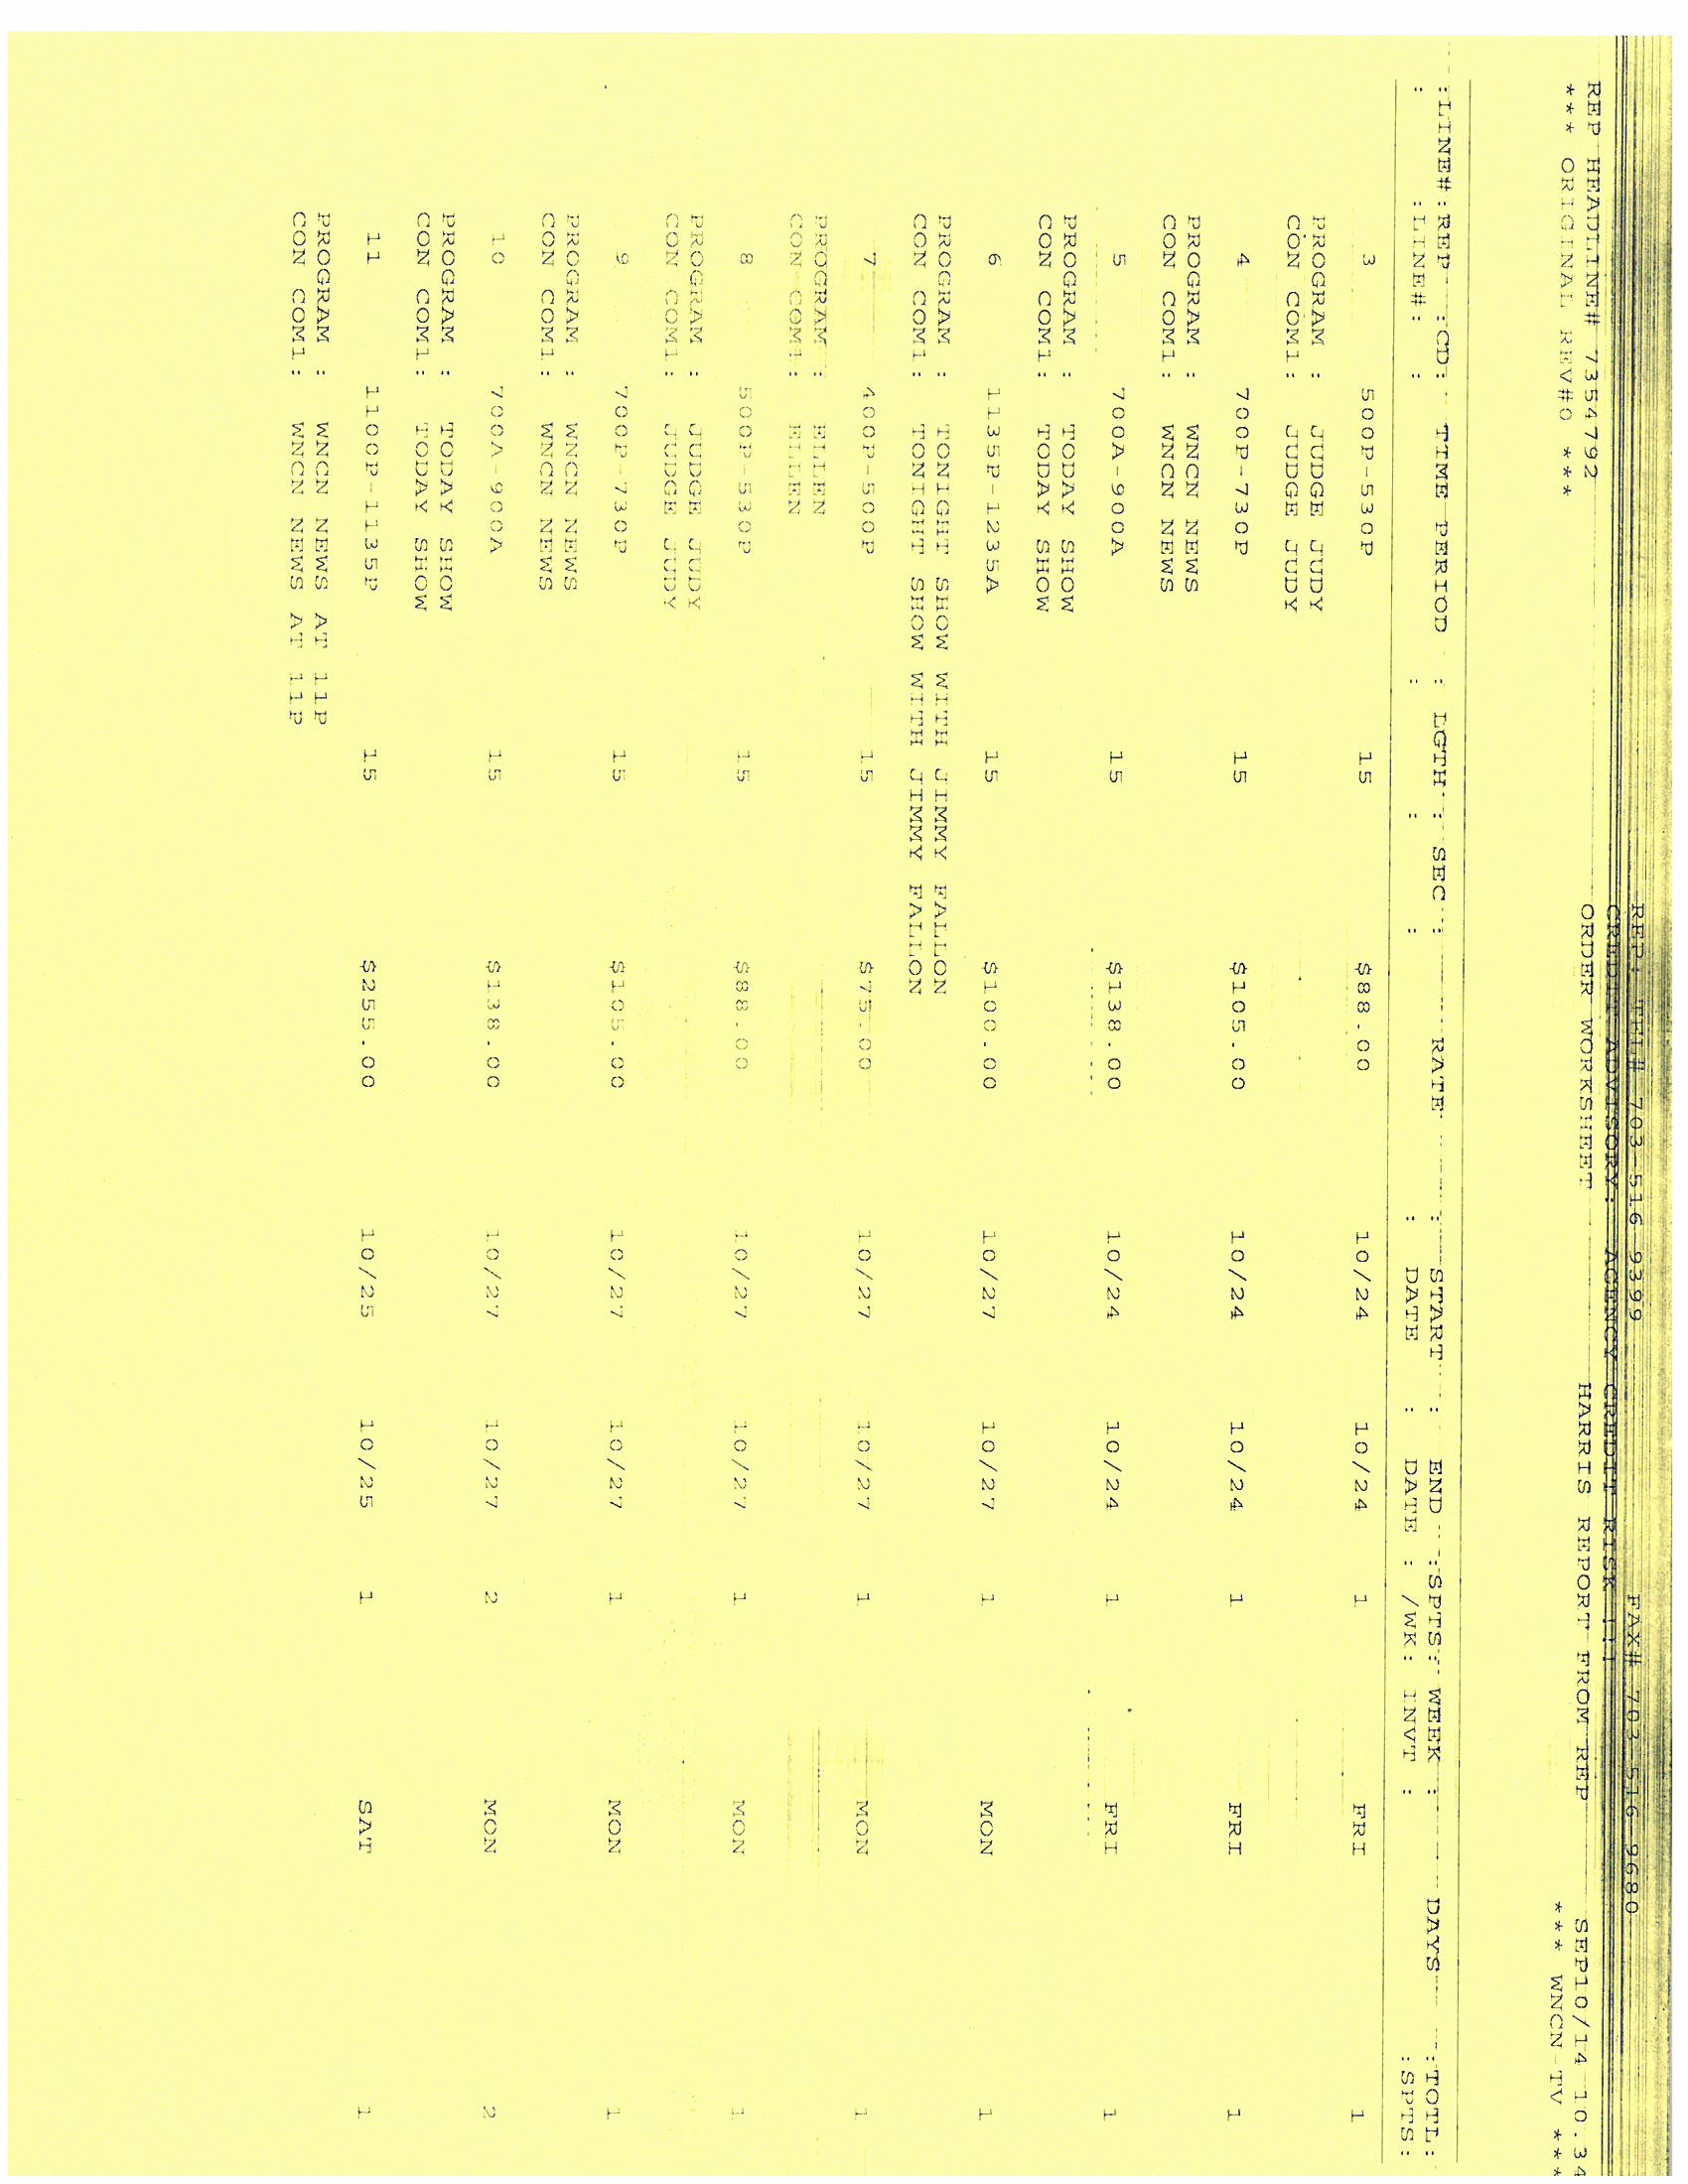 REP TEL# 703-516-9399 FAX# 703-516-9680
CREDIT ADVISORY: AGENCY CREDIT RISK !!!
REP HEADLINE# 7354792 ORDER WORKSHEET HARRIS REPORT FROM REP SEP10/14 10.34
*** ORIGINAL REV#0 *** *** WNCN-TV ***
:LINE#:REP :CD: TIME PERIOD : LGTH : SEC : RATE : START : END :SPTS: WEEK : DAYS :TOTL:
: :LINE#: : : : : : DATE : DATE : /WK: INVT : :SPTS:
3 500P-530P 15 $88.00 10/24 10/24 1 FRI 1
PROGRAM : JUDGE JUDY
CON COM1: JUDGE JUDY
4 700P-730P 15 $105.00 10/24 10/24 1 FRI 1
PROGRAM : WNCN NEWS
CON COM1: WNCN NEWS
5 700A-900A 15 $138.00 10/24 10/24 1 FRI 1
PROGRAM : TODAY SHOW
CON COM1: TODAY SHOW
6 1135P-1235A 15 $100.00 10/27 10/27 1 MON 1
PROGRAM : TONIGHT SHOW WITH JIMMY FALLON
CON COM1: TONIGHT SHOW WITH JIMMY FALLON
7 400P-500P 15 $75.00 10/27 10/27 1 MON 1
PROGRAM : ELLEN
CON COM1: ELLEN
8 500P-530P 15 $88.00 10/27 10/27 1 MON 1
PROGRAM : JUDGE JUDY
CON COM1: JUDGE JUDY
9 700P-730P 15 $105.00 10/27 10/27 1 MON 1
PROGRAM : WNCN NEWS
CON COM1: WNCN NEWS
10 700A-900A 15 $138.00 10/27 10/27 2 MON 2
PROGRAM : TODAY SHOW
CON COM1: TODAY SHOW
11 1100P-1135P 15 $255.00 10/25 10/25 1 SAT 1
PROGRAM : WNCN NEWS AT 11P
CON COM1: WNCN NEWS AT 11P